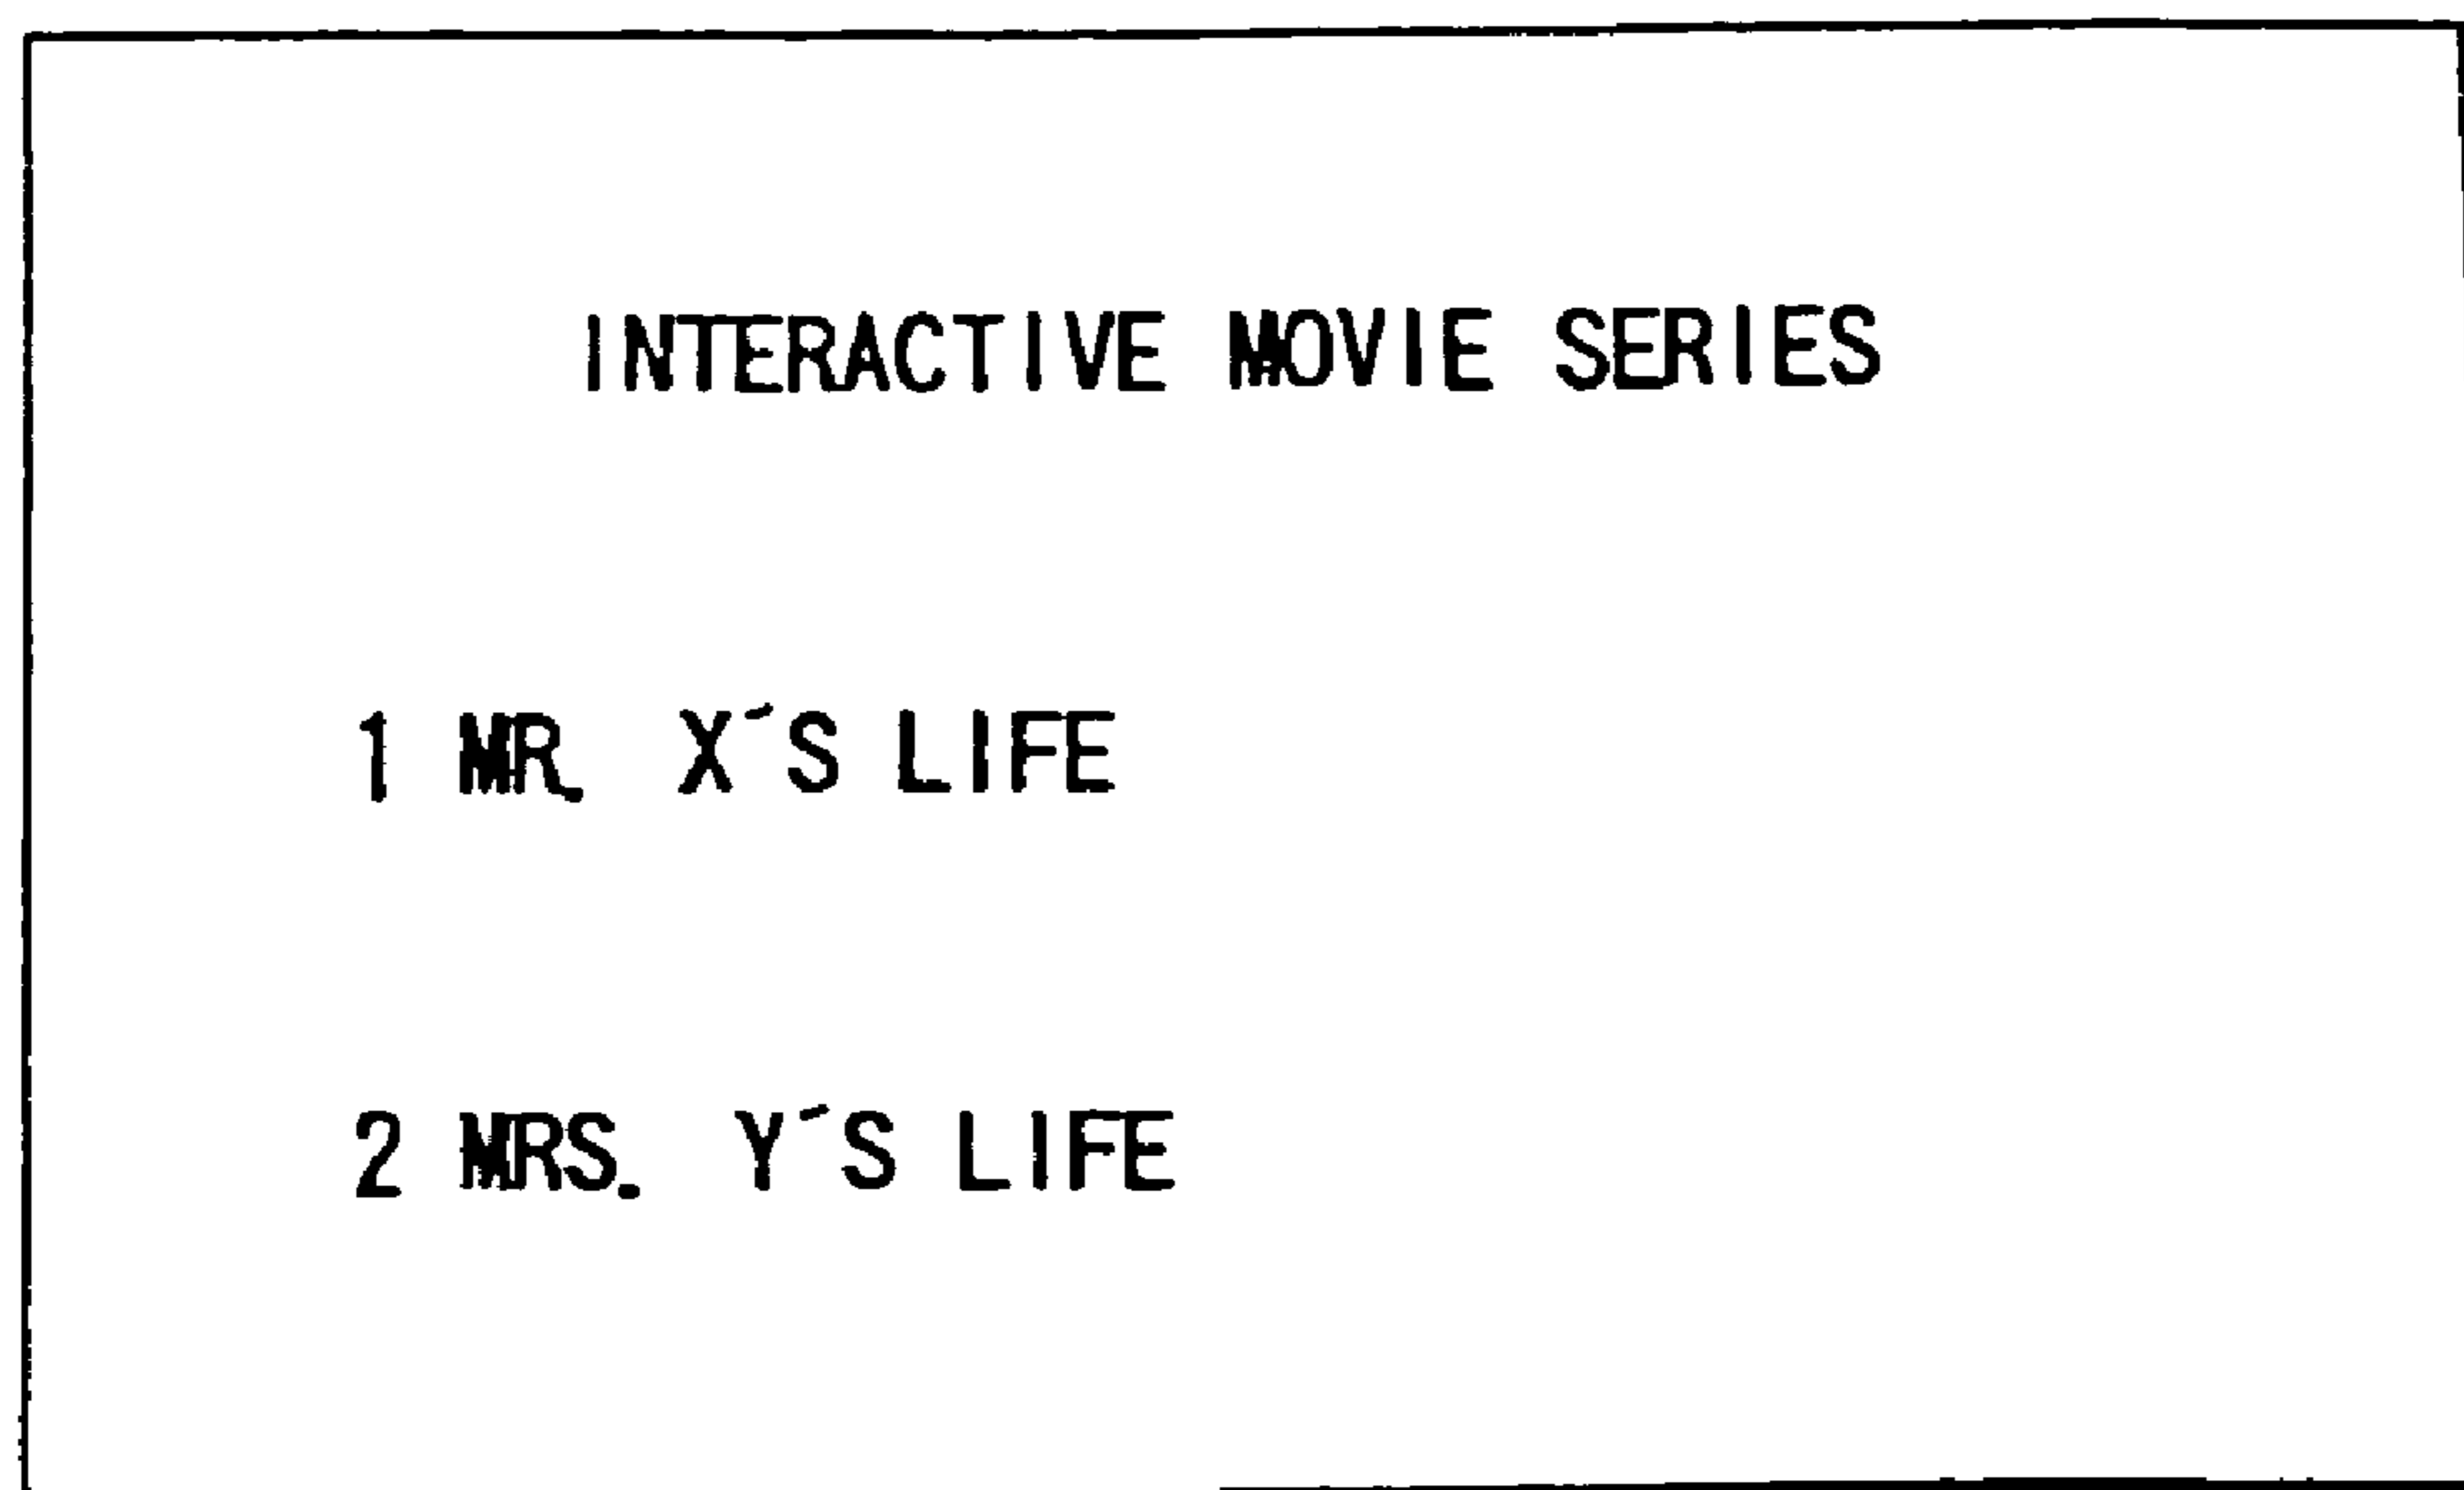 INTERACTIVE MOVIE SERIES
1 MR. X´S LIFE
2 MRS. Y´S LIFE